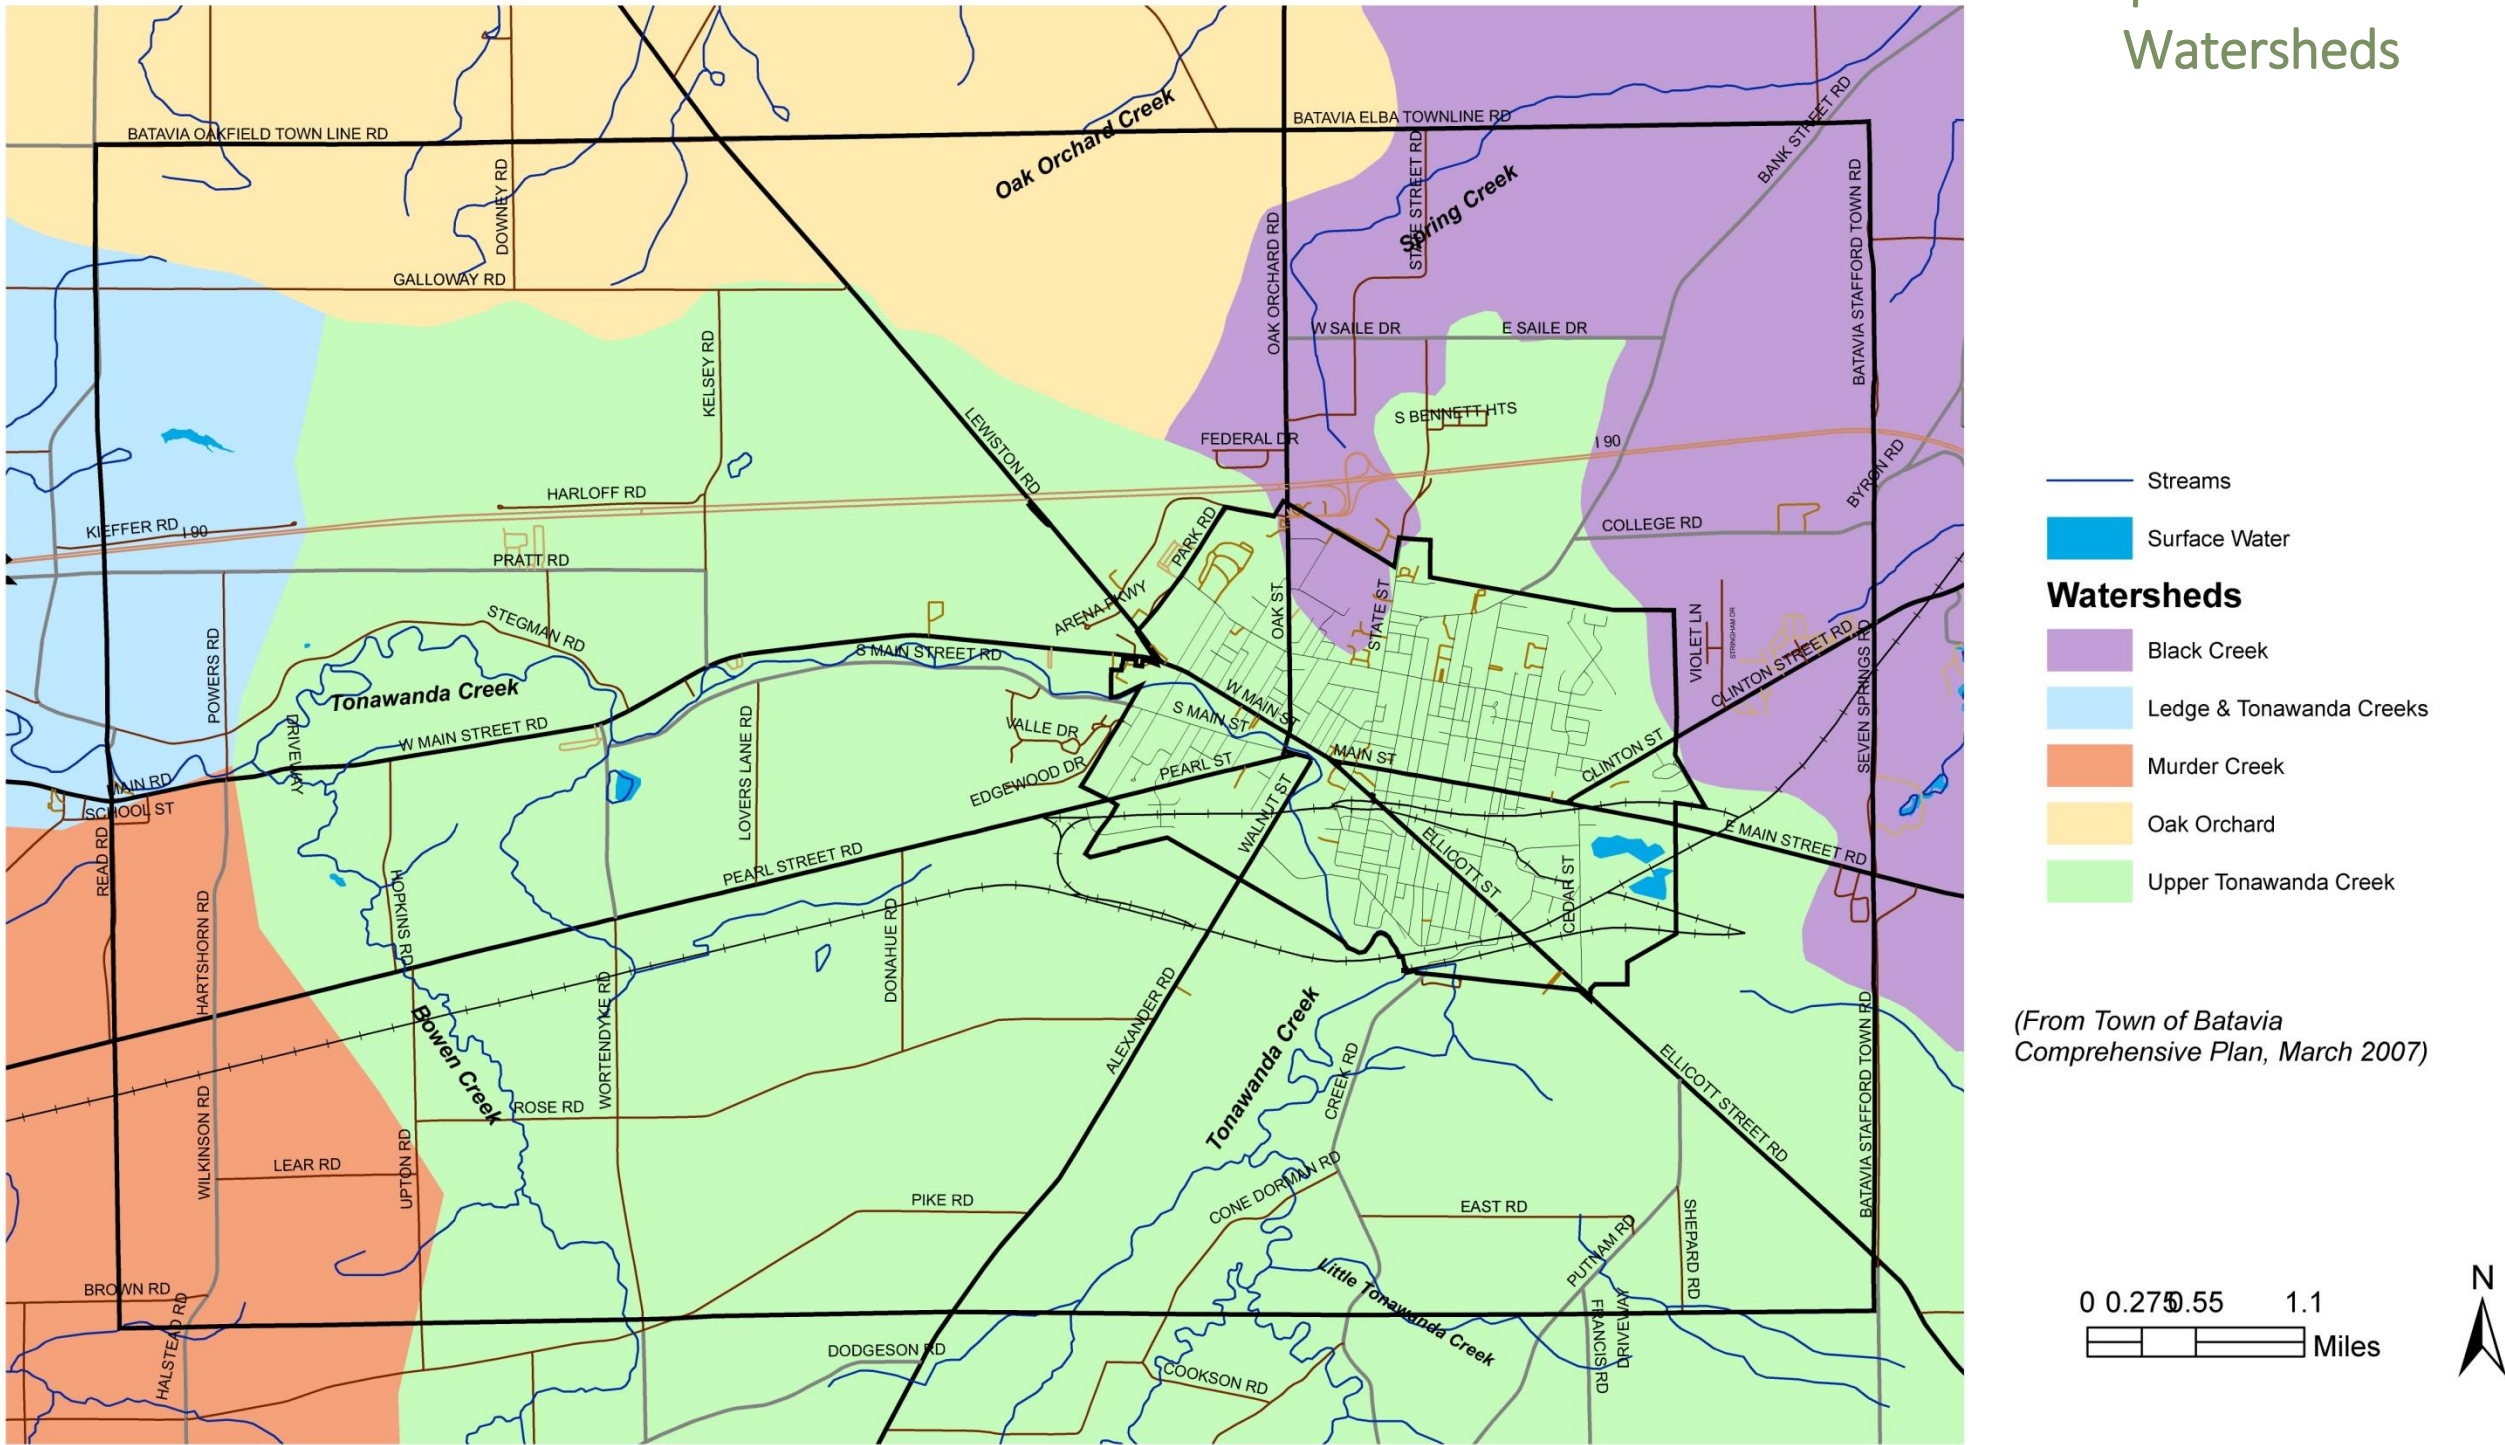 Watersheds
BATAVIA OAKFIELD TOWN LINE RD
BATAVIA ELBA TOWNLINE RD
Oak Orchard Creek
BANK STREET RD
DOWNEY RD
STATE STREET RD
Spring Creek
BATAVIA STAFFORD TOWN RD
OAK ORCHARD RD
GALLOWAY RD
W SAILE DR
E SAILE DR
KELSEY RD
LEWISTON RD
S BENNETT HTS
FEDERAL DR
I 90
BYRON RD
HARLOFF RD
KIEFFER RD
I 90
PARK RD
COLLEGE RD
PRATT RD
ARENA PKWY
OAK ST
STATE ST
STEGMAN RD
POWERS RD
S MAIN STREET RD
VIOLET LN
STRINGHAM DR
CLINTON STREET RD
SEVEN SPRINGS RD
Tonawanda Creek
DRIVEWAY
W MAIN STREET RD
LOVERS LANE RD
VALLE DR
S MAIN ST
W MAIN ST
MAIN ST
CLINTON ST
MAIN RD
SCHOOL ST
EDGEWOOD DR
PEARL ST
WALNUT ST
READ RD
PEARL STREET RD
ELLICOTT ST
CEDAR ST
E MAIN STREET RD
HOPKINS RD
HARTSHORN RD
DONAHUE RD
WORTENDYKE RD
ALEXANDER RD
Bowen Creek
Tonawanda Creek
CREEK RD
ELLICOTT STREET RD
BATAVIA STAFFORD TOWN RD
ROSE RD
WILKINSON RD
LEAR RD
UPTON RD
PIKE RD
CONE DORMAN RD
EAST RD
PUTNAM RD
SHEPARD RD
Little Tonawanda Creek
BROWN RD
HALSTEAD RD
DODGESON RD
COOKSON RD
FRANCIS RD
DRIVEWAY
Streams
Surface Water
Watersheds
Black Creek
Ledge & Tonawanda Creeks
Murder Creek
Oak Orchard
Upper Tonawanda Creek
(From Town of Batavia
Comprehensive Plan, March 2007)
N
0 0.275 0.55 1.1
Miles